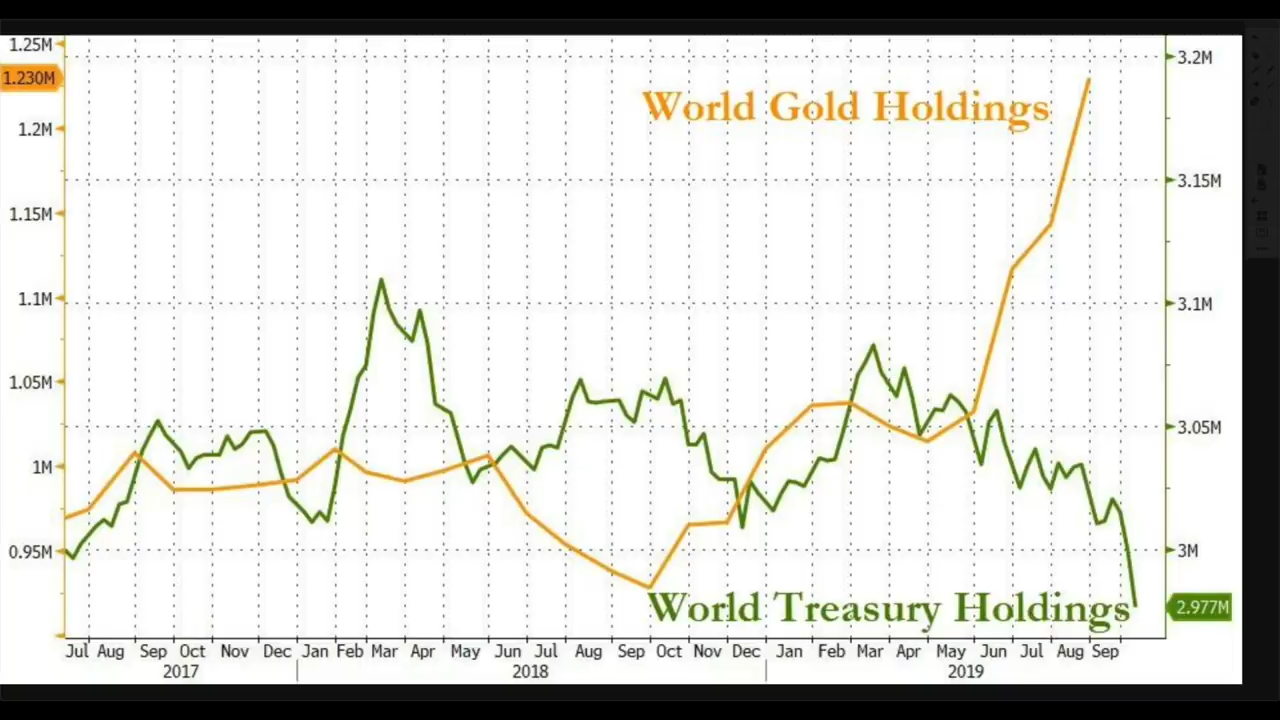 1.25M
1.230M
1.2M
1.15M
1.1M
1.05M
1M
0.95M
World Gold Holdings
World Treasury Holdings
3.2M
3.15M
3.1M
3.05M
3M
2.977M
Jul Aug Sep Oct Nov Dec Jan Feb Mar Apr May Jun Jul Aug Sep Oct Nov Dec Jan Feb Mar Apr May Jun Jul Aug Sep
2017 2018 2019